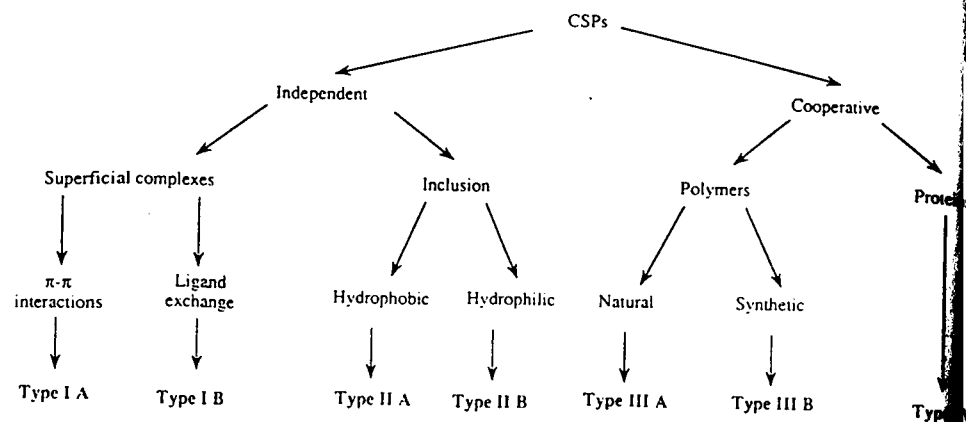 CSPs
Independent
Cooperative
Superficial complexes
Inclusion
Polymers
π-π
interactions
Ligand
exchange
Hydrophobic
Hydrophilic
Natural
Synthetic
Type I A
Type I B
Type II A
Type II B
Type III A
Type III B